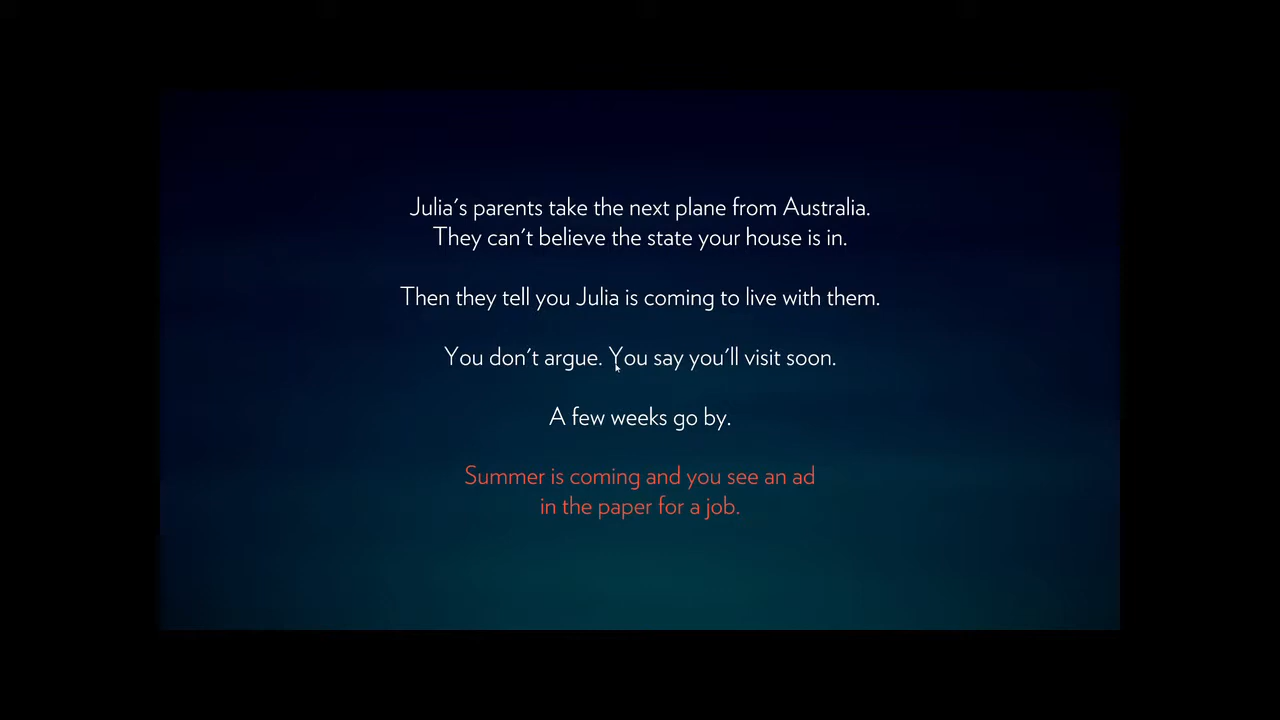 Julia's parents take the next plane from Australia.
They can't believe the state your house is in.
Then they tell you Julia is coming to live with them.
You don't argue. You say you'll visit soon.
A few weeks go by.
Summer is coming and you see an ad
in the paper for a job.